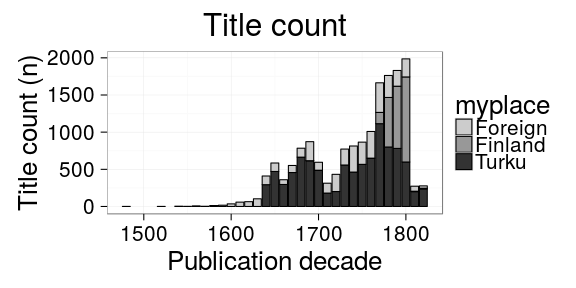 Title count
Title count (n)
2000
1500
1000
500
0
1500
1600
1700
1800
Publication decade
myplace
Foreign
Finland
Turku